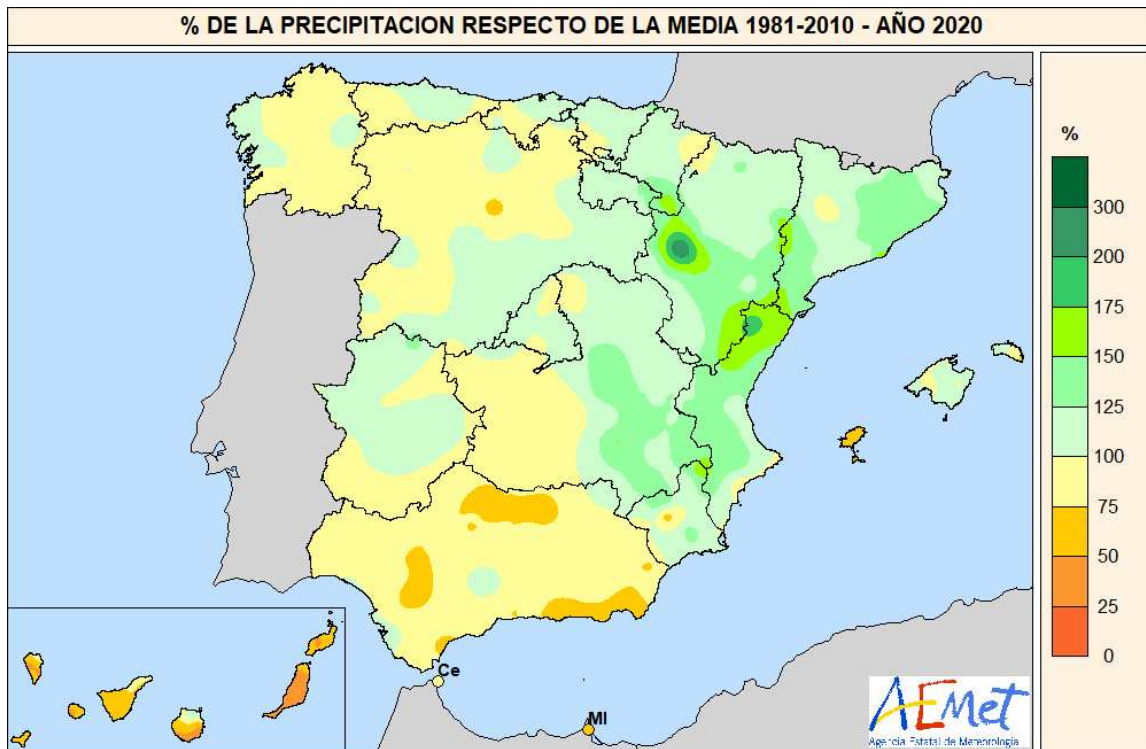 % DE LA PRECIPITACION RESPECTO DE LA MEDIA 1981-2010 - AÑO 2020
%
300
200
175
150
125
100
75
50
25
0
Ce
Ml
AEMet
Agencia Estatal de Meteorología